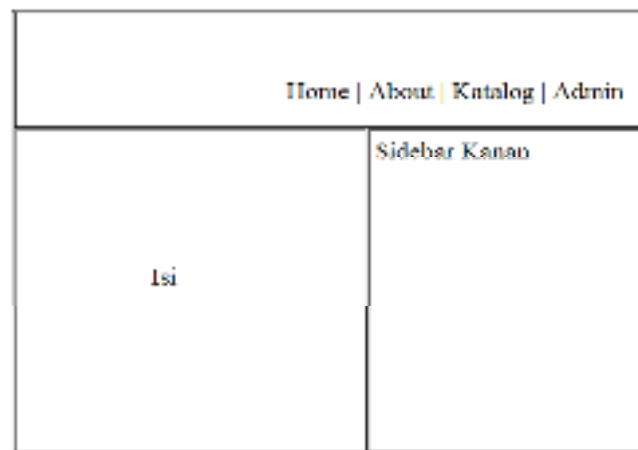 Home | About | Katalog | Admin
Sidebar Kanan
Isi